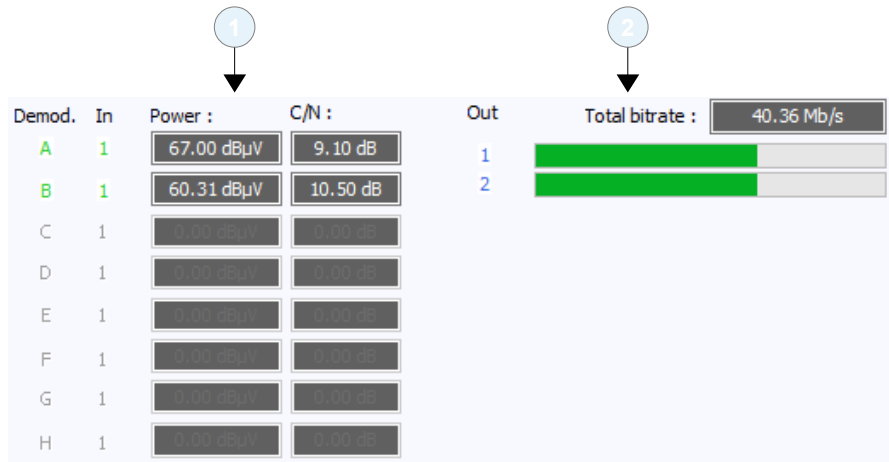 1 2
Demod. In Power : C/N : Out Total bitrate : 40.36 Mb/s
A 1 67.00 dBµV 9.10 dB 1
B 1 60.31 dBµV 10.50 dB 2
C 1 0.00 dBµV 0.00 dB
D 1 0.00 dBµV 0.00 dB
E 1 0.00 dBµV 0.00 dB
F 1 0.00 dBµV 0.00 dB
G 1 0.00 dBµV 0.00 dB
H 1 0.00 dBµV 0.00 dB